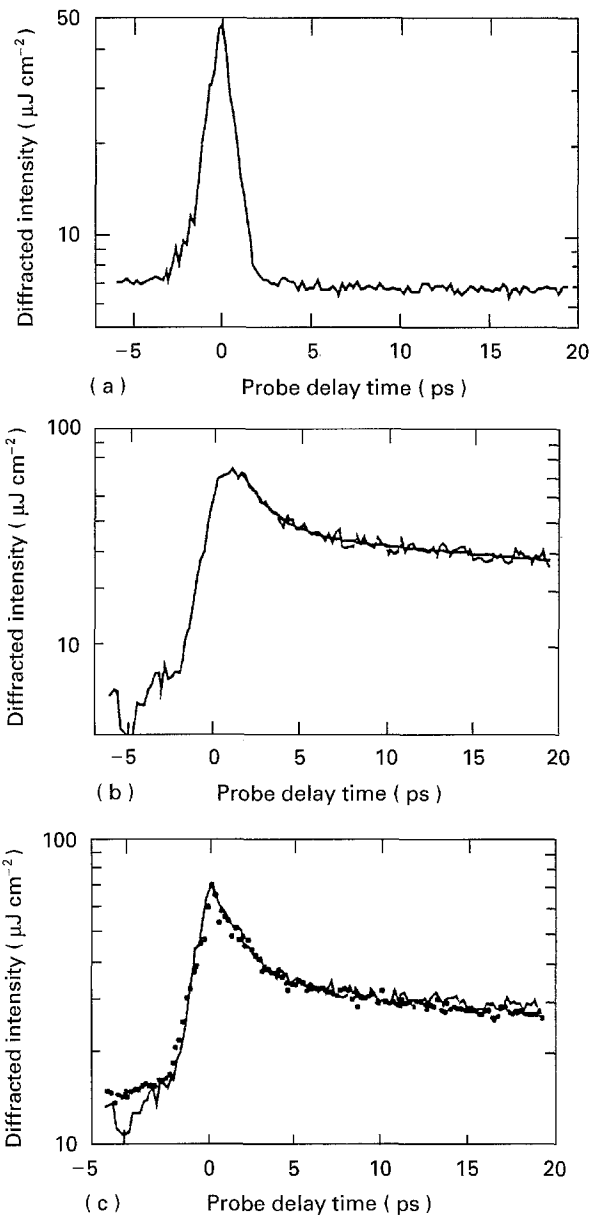 50
10
Diffracted intensity ( μJ cm−2 )
−5 0 5 10 15 20
( a ) Probe delay time ( ps )
100
10
Diffracted intensity ( μJ cm−2 )
−5 0 5 10 15 20
( b ) Probe delay time ( ps )
100
10
Diffracted intensity ( μJ cm−2 )
−5 0 5 10 15 20
( c ) Probe delay time ( ps )